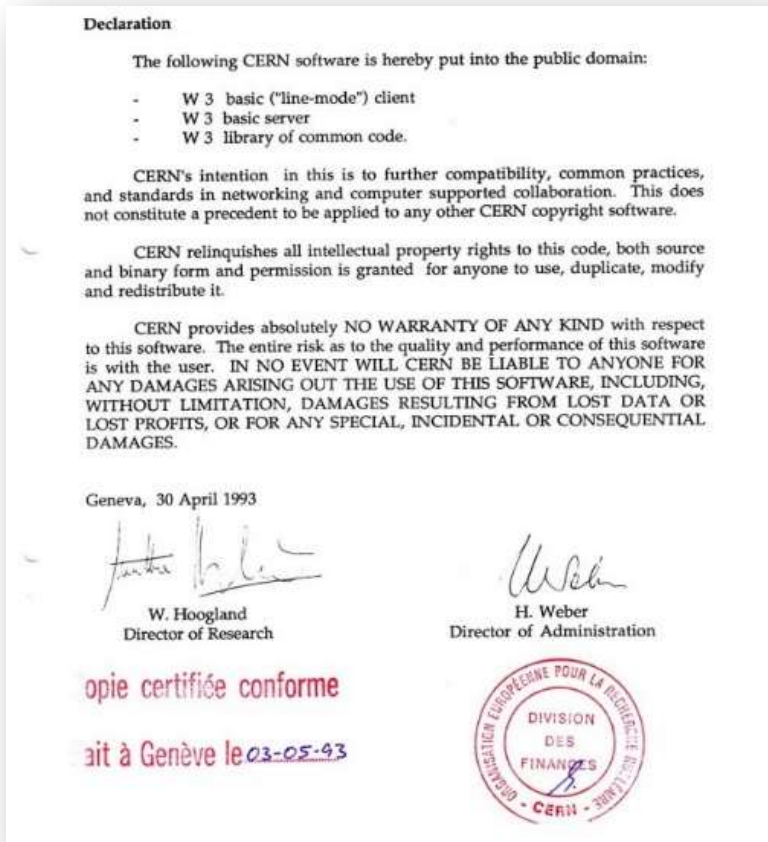 Declaration
The following CERN software is hereby put into the public domain:
- W 3 basic ("line-mode") client
- W 3 basic server
- W 3 library of common code.
CERN's intention in this is to further compatibility, common practices,
and standards in networking and computer supported collaboration. This does
not constitute a precedent to be applied to any other CERN copyright software.
CERN relinquishes all intellectual property rights to this code, both source
and binary form and permission is granted for anyone to use, duplicate, modify
and redistribute it.
CERN provides absolutely NO WARRANTY OF ANY KIND with respect
to this software. The entire risk as to the quality and performance of this software
is with the user. IN NO EVENT WILL CERN BE LIABLE TO ANYONE FOR
ANY DAMAGES ARISING OUT THE USE OF THIS SOFTWARE, INCLUDING,
WITHOUT LIMITATION, DAMAGES RESULTING FROM LOST DATA OR
LOST PROFITS, OR FOR ANY SPECIAL, INCIDENTAL OR CONSEQUENTIAL
DAMAGES.
Geneva, 30 April 1993
W. Hoogland
Director of Research
H. Weber
Director of Administration
opie certifiée conforme
ait à Genève le 03-05-93
ORGANISATION EUROPÉENNE POUR LA RECHERCHE NUCLÉAIRE
DIVISION
DES
FINANCES
- CERN -